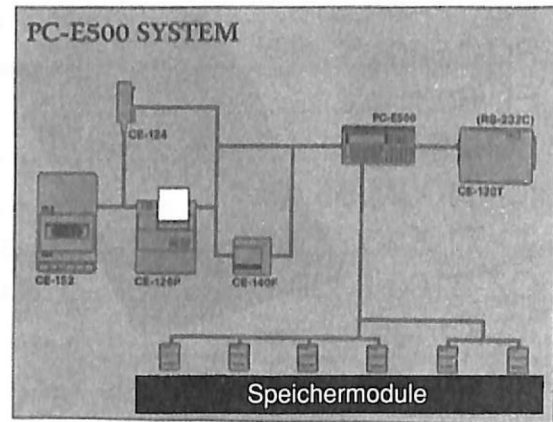 PC-E500 SYSTEM
CE-124
PC-E500
(RS-232C)
CE-130T
CE-152
CE-126P
CE-140F
Speichermodule